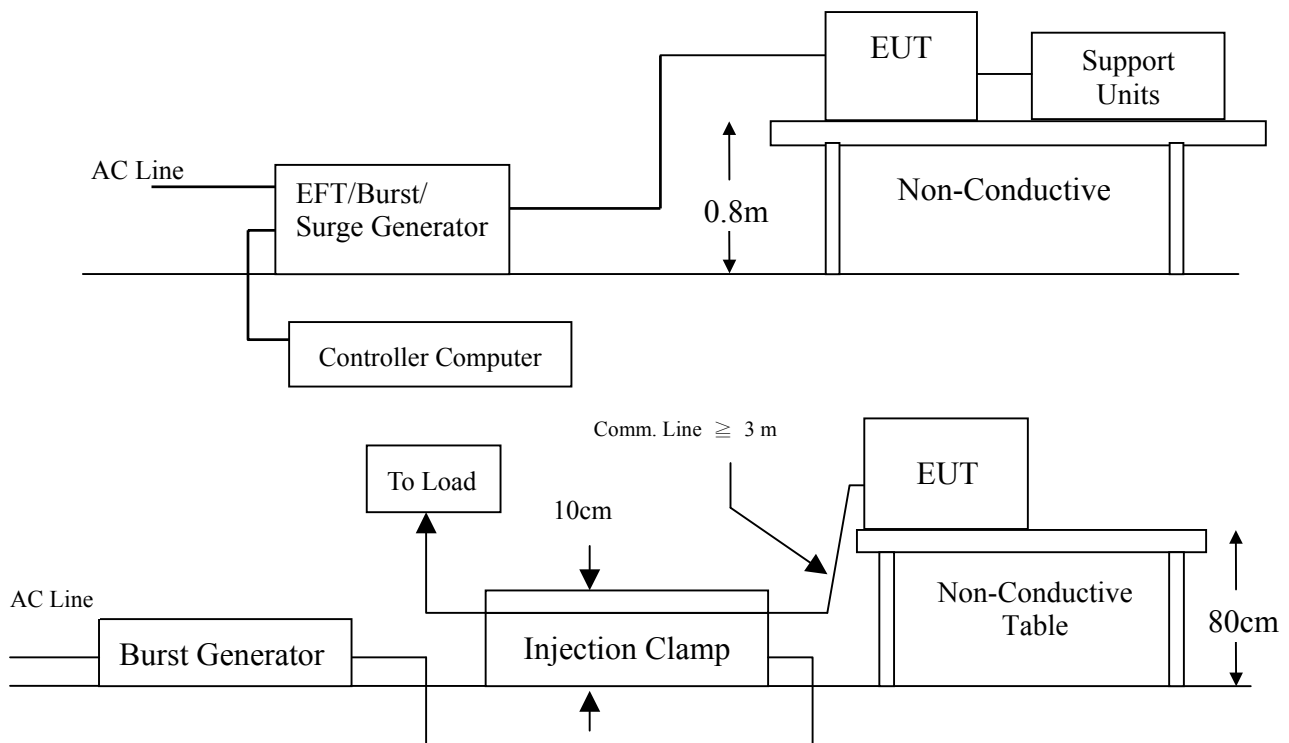 EUT
Support
Units
AC Line
EFT/Burst/
Surge Generator
Non-Conductive
0.8m
Controller Computer
Comm. Line ≧ 3 m
To Load
EUT
10cm
AC Line
Non-Conductive
Table
80cm
Burst Generator
Injection Clamp